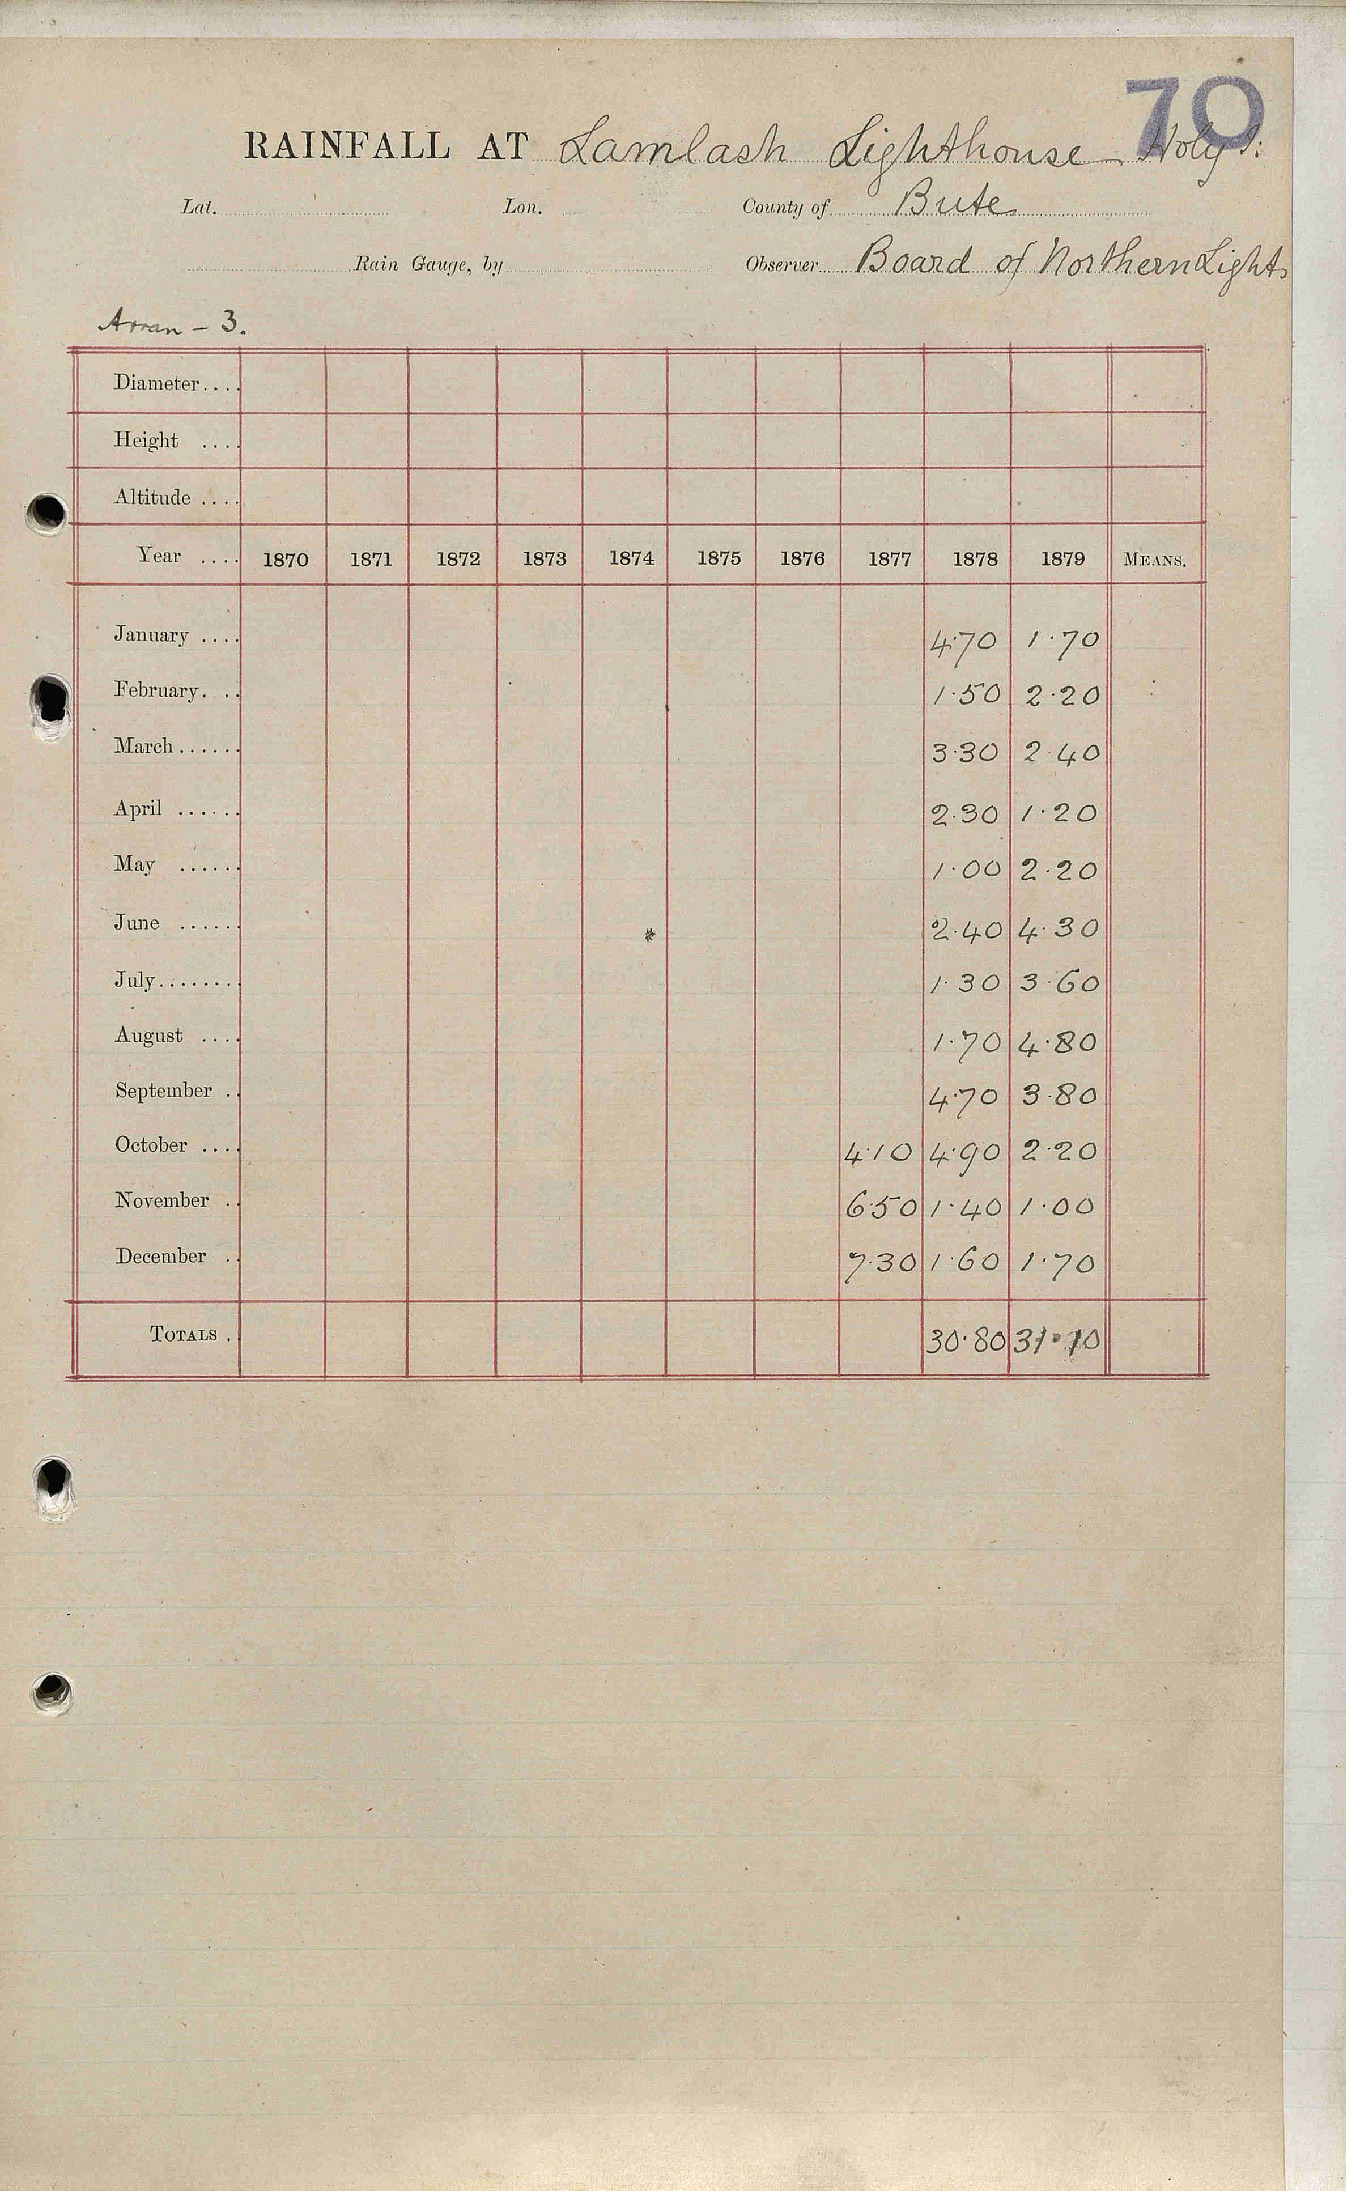 70
RAINFALL AT Lamlash Lighthouse - Holy I.
Lat. Lon. County of Bute
Rain Gauge, by Observer Board of Northern Lights
Arran - 3.
Diameter....
Height ....
Altitude ....
Year .... 1870 1871 1872 1873 1874 1875 1876 1877 1878 1879 MEANS.
January .... 4.70 1.70
February. .. 1.50 2.20
March...... 3.30 2.40
April ...... 2.30 1.20
May ...... 1.00 2.20
June ...... 2.40 4.30
July........ 1.30 3.60
August .... 1.70 4.80
September .. 4.70 3.80
October .... 4.10 4.90 2.20
November .. 6.50 1.40 1.00
December .. 7.30 1.60 1.70
TOTALS . 30.80 31.10